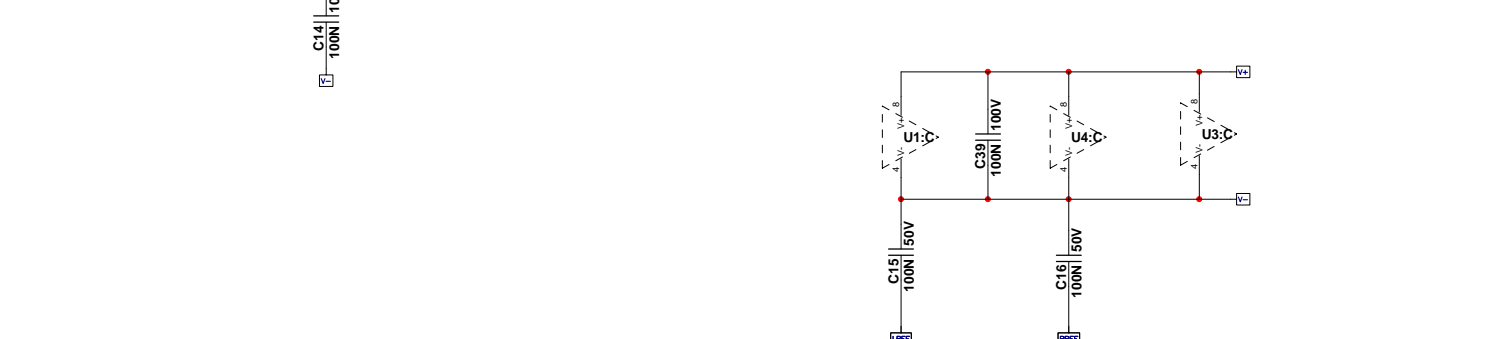 C14
100N
V-
V+
8
V+
U1:C
V-
4
100V
C39
100N
8
V+
U4:C
V-
4
8
V+
U3:C
V-
4
V-
50V
C15
100N
50V
C16
100N